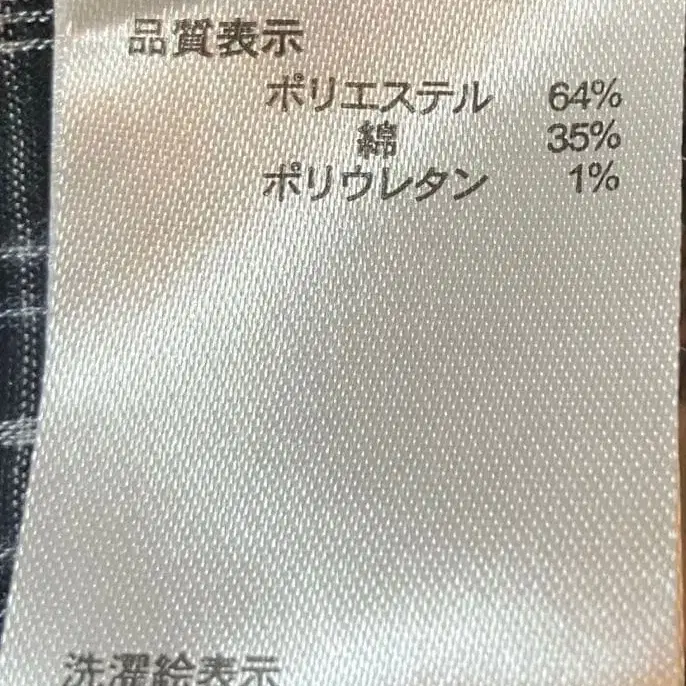 品質表示
ポリエステル 64%
綿 35%
ポリウレタン 1%
洗濯絵表示